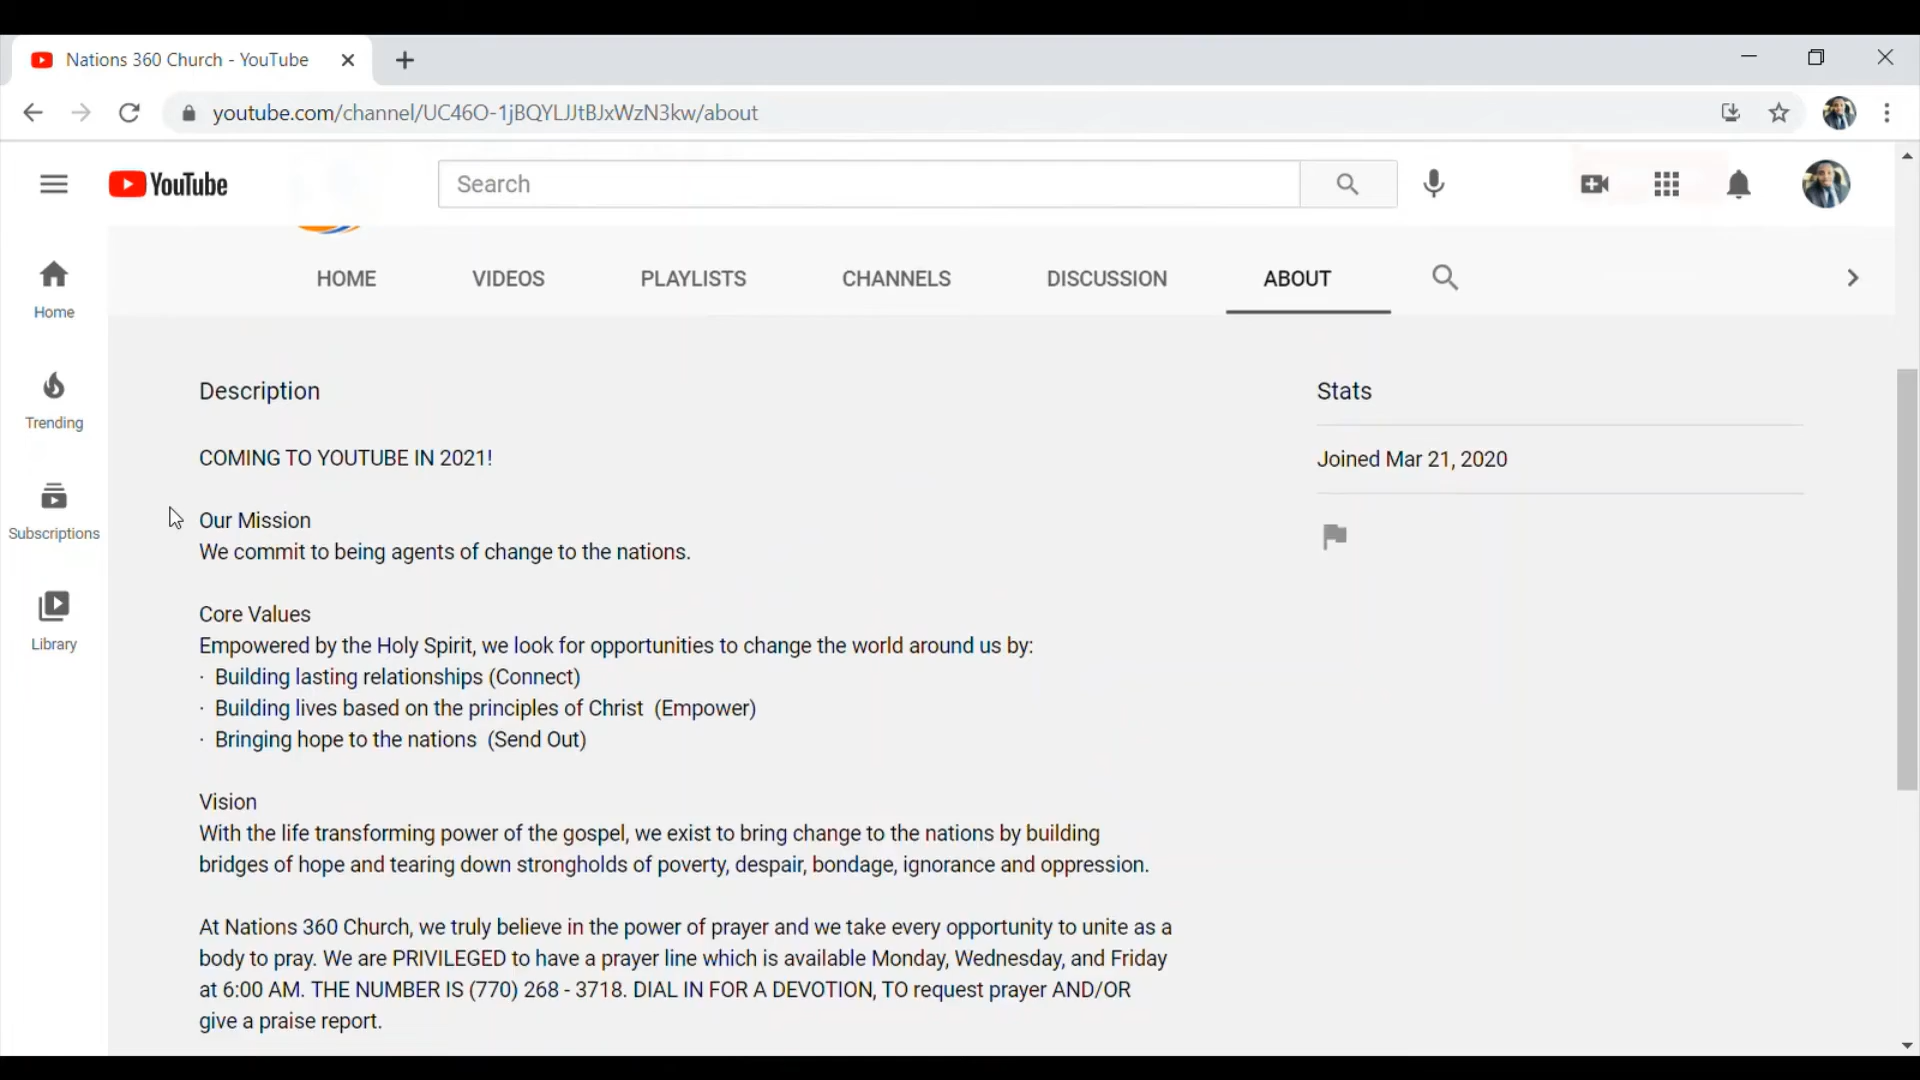 Nations 360 Church - YouTube
youtube.com/channel/UC46O-1jBQYLJJtBJxWzN3kw/about
YouTube
Search
HOME VIDEOS PLAYLISTS CHANNELS DISCUSSION ABOUT
Home
Trending
Subscriptions
Library
Description
COMING TO YOUTUBE IN 2021!
Our Mission
We commit to being agents of change to the nations.
Core Values
Empowered by the Holy Spirit, we look for opportunities to change the world around us by:
· Building lasting relationships (Connect)
· Building lives based on the principles of Christ (Empower)
· Bringing hope to the nations (Send Out)
Vision
With the life transforming power of the gospel, we exist to bring change to the nations by building
bridges of hope and tearing down strongholds of poverty, despair, bondage, ignorance and oppression.
At Nations 360 Church, we truly believe in the power of prayer and we take every opportunity to unite as a
body to pray. We are PRIVILEGED to have a prayer line which is available Monday, Wednesday, and Friday
at 6:00 AM. THE NUMBER IS (770) 268 - 3718. DIAL IN FOR A DEVOTION, TO request prayer AND/OR
give a praise report.
Stats
Joined Mar 21, 2020